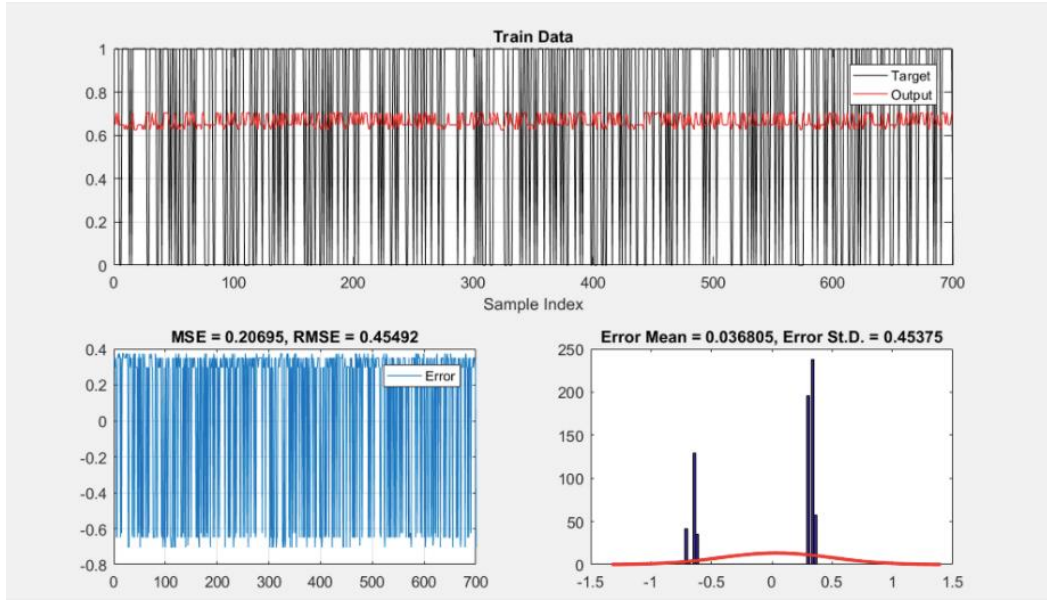 Train Data
1
0.8
0.6
0.4
0.2
0
Target
Output
0 100 200 300 400 500 600 700
Sample Index
MSE = 0.20695, RMSE = 0.45492
0.4
0.2
0
-0.2
-0.4
-0.6
-0.8
Error
0 100 200 300 400 500 600 700
Error Mean = 0.036805, Error St.D. = 0.45375
250
200
150
100
50
0
-1.5 -1 -0.5 0 0.5 1 1.5